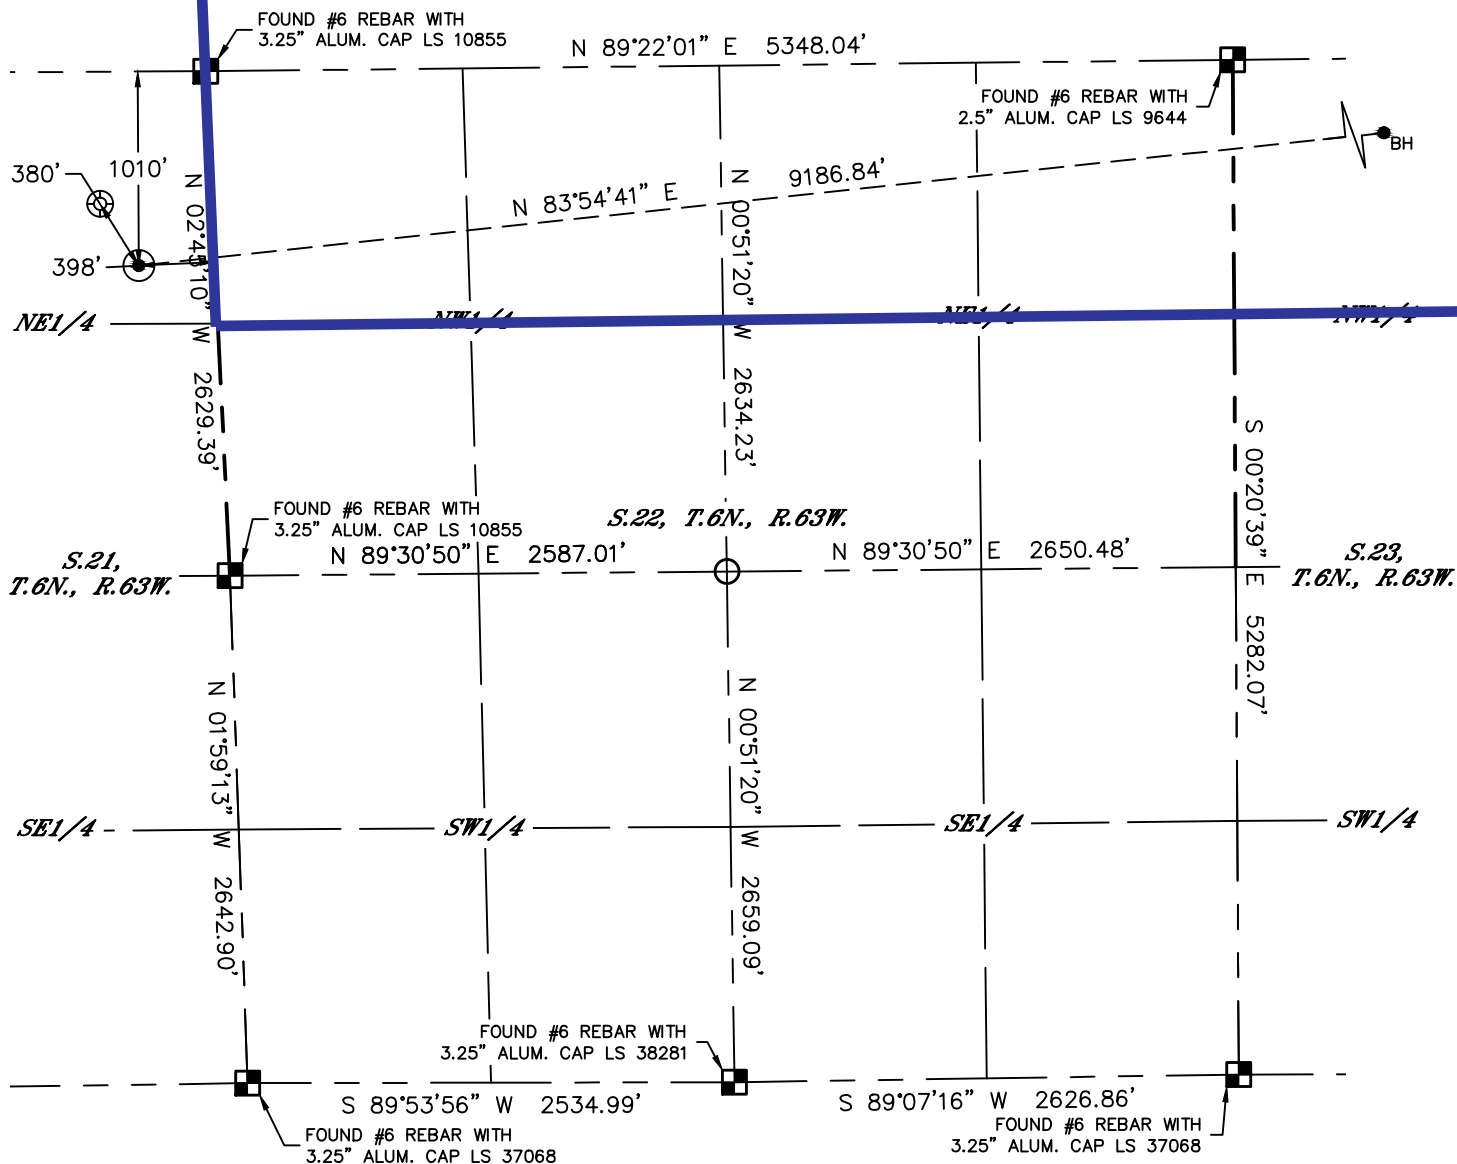 FOUND #6 REBAR WITH
3.25" ALUM. CAP LS 10855
N 89°22'01" E 5348.04'
FOUND #6 REBAR WITH
2.5" ALUM. CAP LS 9644
BH
380'
1010'
N 83°54'41" E 9186.84'
398'
N 02°45'10" W 2629.39'
N 00°51'20" W 2634.23'
NE1/4
NW1/4
NE1/4
NW1/4
S 00°20'39" E 5282.07'
FOUND #6 REBAR WITH
3.25" ALUM. CAP LS 10855
S.22, T.6N., R.63W.
N 89°30'50" E 2587.01'
N 89°30'50" E 2650.48'
S.21,
T.6N., R.63W.
S.23,
T.6N., R.63W.
N 01°59'13" W 2642.90'
N 00°51'20" W 2659.09'
SE1/4
SW1/4
SE1/4
SW1/4
FOUND #6 REBAR WITH
3.25" ALUM. CAP LS 38281
S 89°53'56" W 2534.99'
S 89°07'16" W 2626.86'
FOUND #6 REBAR WITH
3.25" ALUM. CAP LS 37068
FOUND #6 REBAR WITH
3.25" ALUM. CAP LS 37068